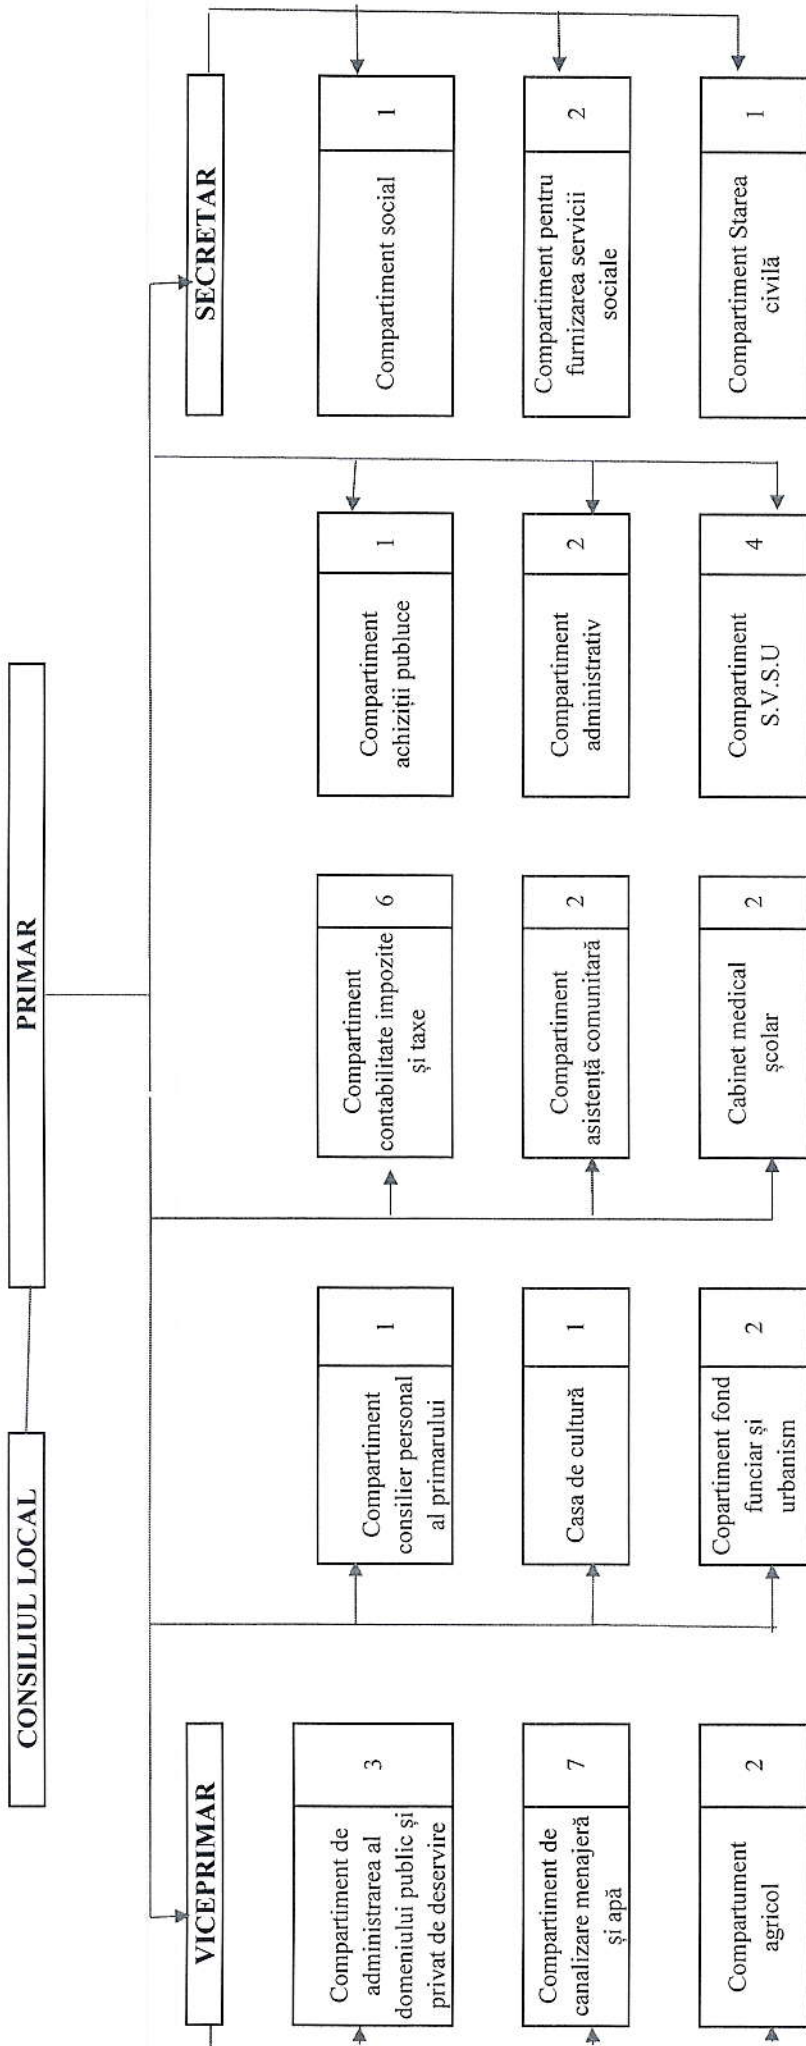 CONSILIUL LOCAL
PRIMAR
VICEPRIMAR
SECRETAR
Compartiment de
administrarea al
domeniului public și
privat de deservire
3
Compartiment
consilier personal
al primarului
1
Compartiment
contabilitate impozite
și taxe
6
Compartiment
achiziții publuce
1
Compartiment social
1
Compartiment de
canalizare menajeră
și apă
7
Casa de cultură
1
Compartiment
asistență comunitară
2
Compartiment
administrativ
2
Compartiment pentru
furnizarea servicii
sociale
2
Compartument
agricol
2
Copartiment fond
funciar și
urbanism
2
Cabinet medical
școlar
2
Compartiment
S.V.S.U
4
Compartiment Starea
civilă
1